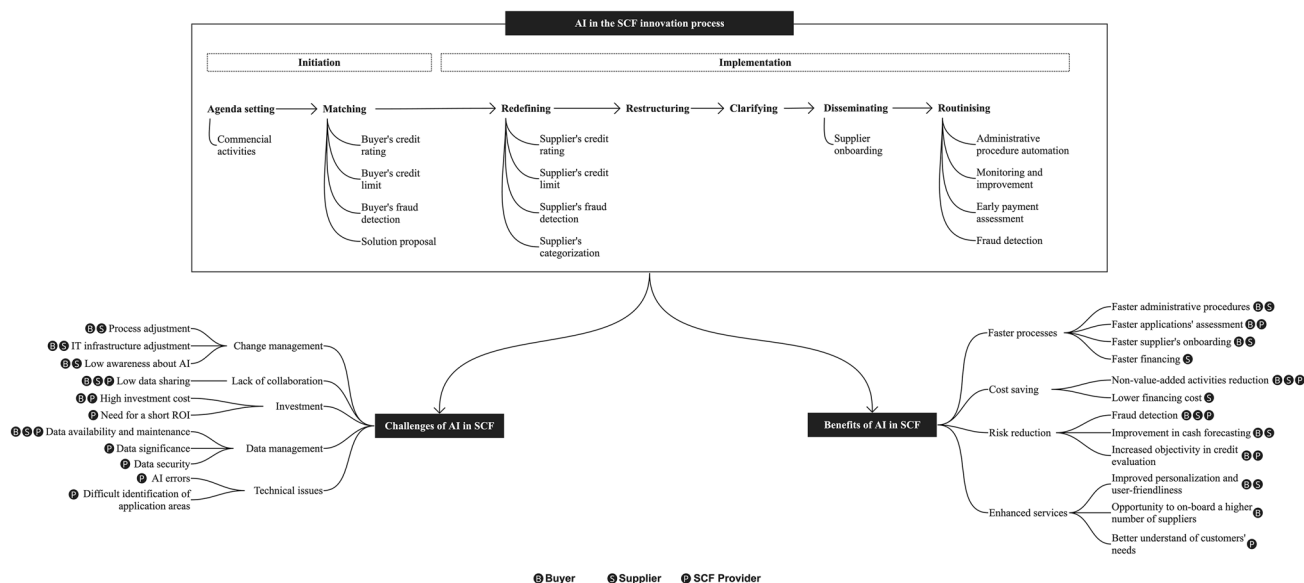 AI in the SCF innovation process
Initiation
Implementation
Agenda setting
Matching
Redefining
Restructuring
Clarifying
Disseminating
Routinising
Commencial
activities
Buyer's credit
rating
Buyer's credit
limit
Buyer's fraud
detection
Solution proposal
Supplier's credit
rating
Supplier's credit
limit
Supplier's fraud
detection
Supplier's
categorization
Supplier
onboarding
Administrative
procedure automation
Monitoring and
improvement
Early payment
assessment
Fraud detection
B S Process adjustment
B S IT infrastructure adjustment
B S Low awareness about AI
Change management
B S P Low data sharing
Lack of collaboration
B P High investment cost
P Need for a short ROI
Investment
B S P Data availability and maintenance
P Data significance
P Data security
Data management
P AI errors
P Difficult identification of
application areas
Technical issues
Challenges of AI in SCF
Benefits of AI in SCF
Faster processes
Faster administrative procedures B S
Faster applications' assessment B P
Faster supplier's onboarding B S
Faster financing S
Cost saving
Non-value-added activities reduction B S P
Lower financing cost S
Risk reduction
Fraud detection B S P
Improvement in cash forecasting B S
Increased objectivity in credit
evaluation B P
Enhanced services
Improved personalization and
user-friendliness B S
Opportunity to on-board a higher
number of suppliers B
Better understand of customers'
needs P
B Buyer S Supplier P SCF Provider